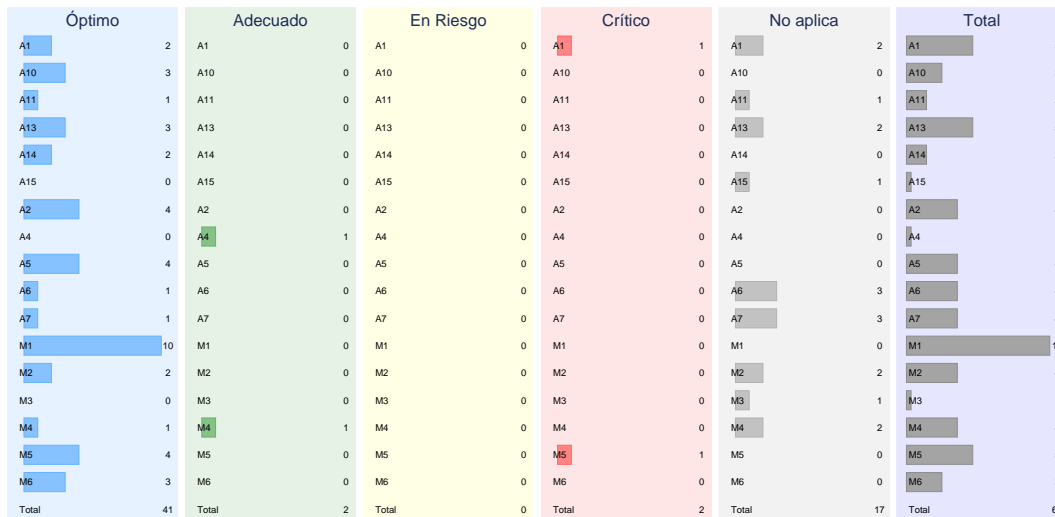 Óptimo Adecuado En Riesgo Crítico No aplica Total
A1 2 A1 0 A1 0 A1 1 A1 2 A1
A10 3 A10 0 A10 0 A10 0 A10 0 A10
A11 1 A11 0 A11 0 A11 0 A11 1 A11
A13 3 A13 0 A13 0 A13 0 A13 2 A13
A14 2 A14 0 A14 0 A14 0 A14 0 A14
A15 0 A15 0 A15 0 A15 0 A15 1 A15
A2 4 A2 0 A2 0 A2 0 A2 0 A2
A4 0 A4 1 A4 0 A4 0 A4 0 A4
A5 4 A5 0 A5 0 A5 0 A5 0 A5
A6 1 A6 0 A6 0 A6 0 A6 3 A6
A7 1 A7 0 A7 0 A7 0 A7 3 A7
M1 10 M1 0 M1 0 M1 0 M1 0 M1
M2 2 M2 0 M2 0 M2 0 M2 2 M2
M3 0 M3 0 M3 0 M3 0 M3 1 M3
M4 1 M4 1 M4 0 M4 0 M4 2 M4
M5 4 M5 0 M5 0 M5 1 M5 0 M5
M6 3 M6 0 M6 0 M6 0 M6 0 M6
Total 41 Total 2 Total 0 Total 2 Total 17 Total